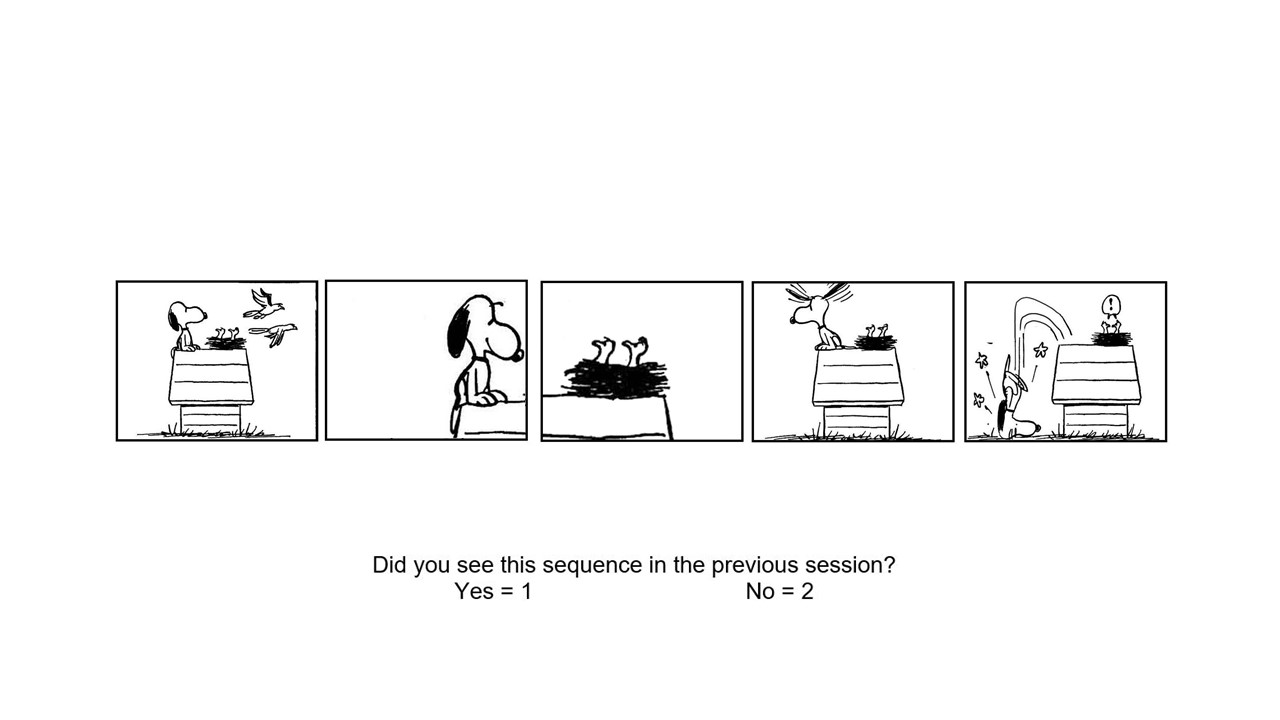 !
Did you see this sequence in the previous session?
Yes = 1 No = 2